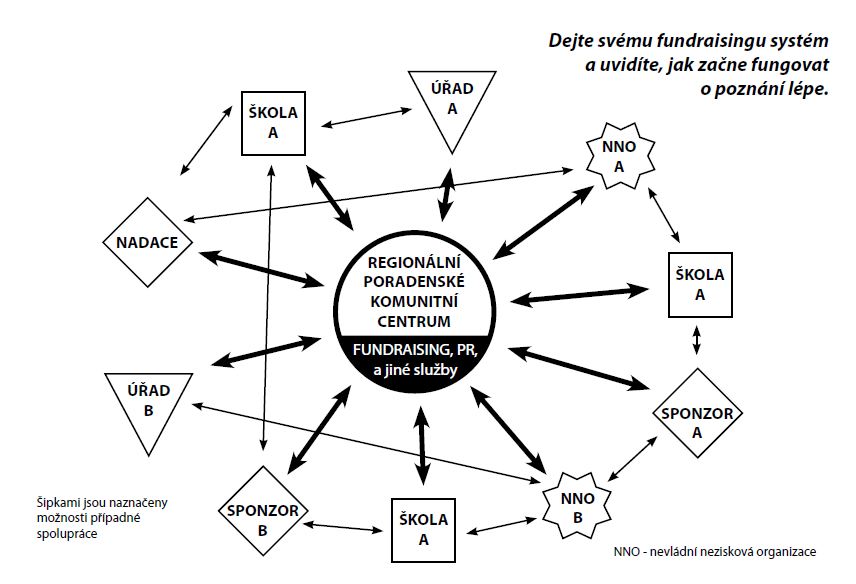 Dejte svému fundraisingu systém
a uvidíte, jak začne fungovat
o poznání lépe.
ÚŘAD
A
ŠKOLA
A
NNO
A
NADACE
REGIONÁLNÍ
PORADENSKÉ
KOMUNITNÍ
CENTRUM
FUNDRAISING, PR,
a jiné služby
ŠKOLA
A
ÚŘAD
B
SPONZOR
A
SPONZOR
B
ŠKOLA
A
NNO
B
Šipkami jsou naznačeny
možnosti případné
spolupráce
NNO - nevládní nezisková organizace